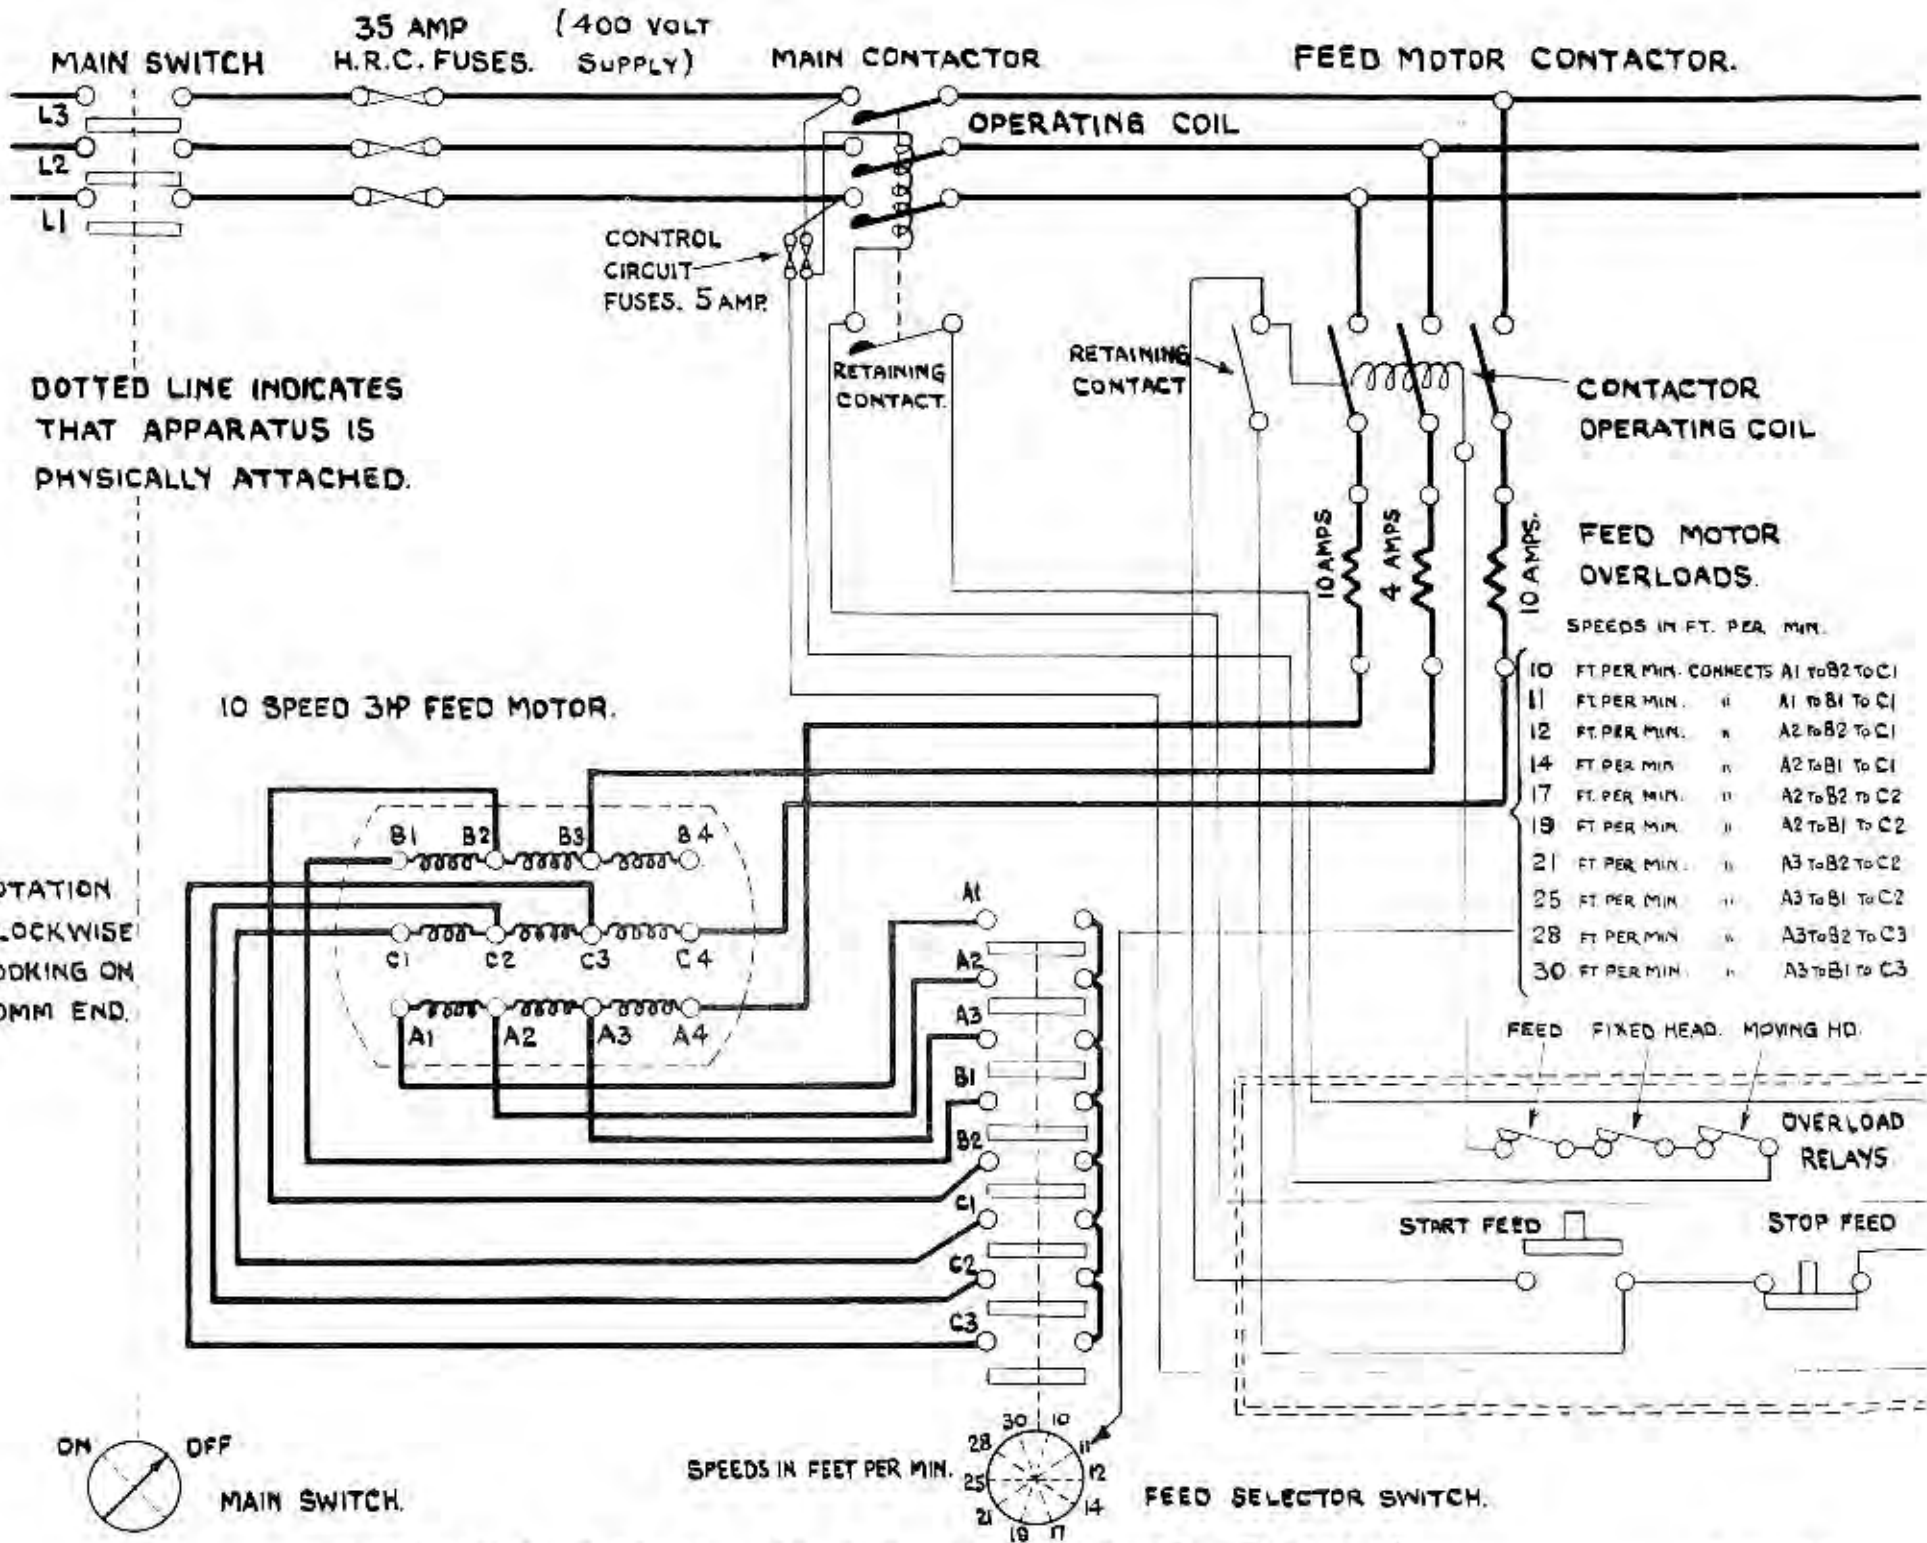 35 AMP
H.R.C. FUSES.
(400 VOLT
SUPPLY)
MAIN SWITCH
MAIN CONTACTOR
FEED MOTOR CONTACTOR.
L3
L2
L1
OPERATING COIL
CONTROL
CIRCUIT
FUSES. 5 AMP.
RETAINING
CONTACT.
RETAINING
CONTACT
CONTACTOR
OPERATING COIL
DOTTED LINE INDICATES
THAT APPARATUS IS
PHYSICALLY ATTACHED.
10 AMPS
4 AMPS
10 AMPS.
FEED MOTOR
OVERLOADS.
SPEEDS IN FT. PER MIN.
10 FT PER MIN. CONNECTS A1 TO B2 TO C1
11 FT. PER MIN. " A1 TO B1 TO C1
12 FT. PER MIN. " A2 TO B2 TO C1
14 FT. PER MIN " A2 TO B1 TO C1
17 FT. PER MIN. " A2 TO B2 TO C2
19 FT PER MIN. " A2 TO B1 TO C2
21 FT PER MIN. " A3 TO B2 TO C2
25 FT. PER MIN " A3 TO B1 TO C2
28 FT PER MIN " A3 TO B2 TO C3
30 FT PER MIN. " A3 TO B1 TO C3
10 SPEED 3HP FEED MOTOR.
B1 B2 B3 B4
C1 C2 C3 C4
A1 A2 A3 A4
OTATION
LOCKWISE
OOKING ON
OMM END.
A1
A2
A3
B1
B2
C1
C2
C3
FEED FIXED HEAD. MOVING HD.
OVERLOAD
RELAYS
START FEED
STOP FEED
ON OFF
MAIN SWITCH.
SPEEDS IN FEET PER MIN.
30 10
28 11
25 12
21 14
19 17
FEED SELECTOR SWITCH.